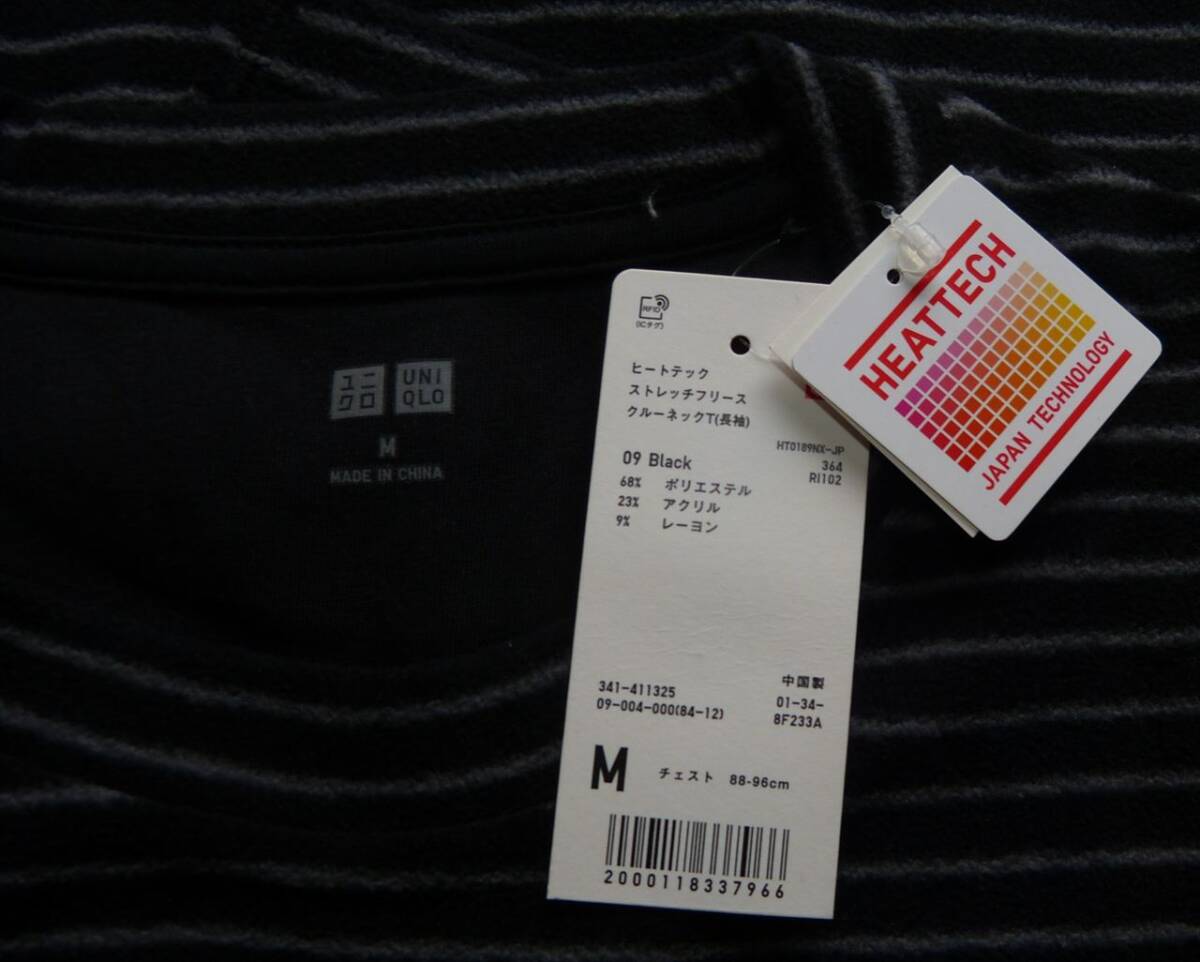 ユニ
クロ
UNI
QLO
M
MADE IN CHINA
RFID
(ICタグ)
ヒートテック
ストレッチフリース
クルーネックT(長袖)
HT0189NX-JP
09 Black
364
RI102
68% ポリエステル
23% アクリル
9% レーヨン
341-411325
中国製
09-004-000(84-12)
01-34-
8F233A
M チェスト 88-96cm
2000118337966
HEATTECH
JAPAN TECHNOLOGY